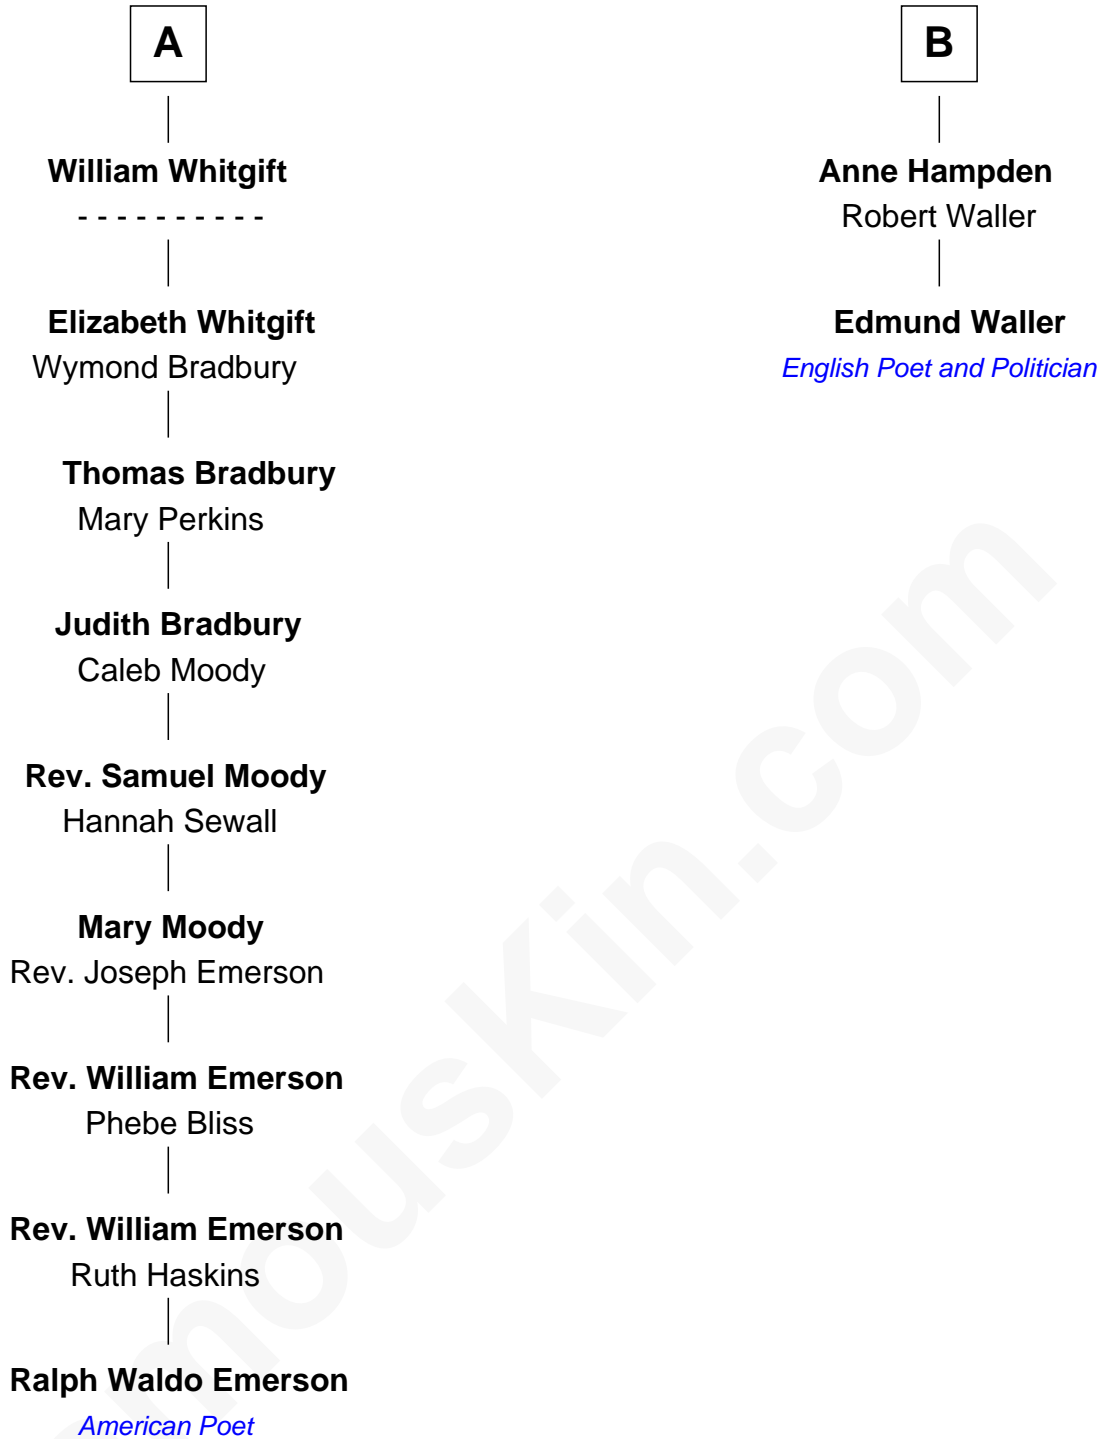 A
William Whitgift
- - - - - - - - - -
Elizabeth Whitgift
Wymond Bradbury
Thomas Bradbury
Mary Perkins
Judith Bradbury
Caleb Moody
Rev. Samuel Moody
Hannah Sewall
Mary Moody
Rev. Joseph Emerson
Rev. William Emerson
Phebe Bliss
Rev. William Emerson
Ruth Haskins
Ralph Waldo Emerson
American Poet
B
Anne Hampden
Robert Waller
Edmund Waller
English Poet and Politician
mouskin.com